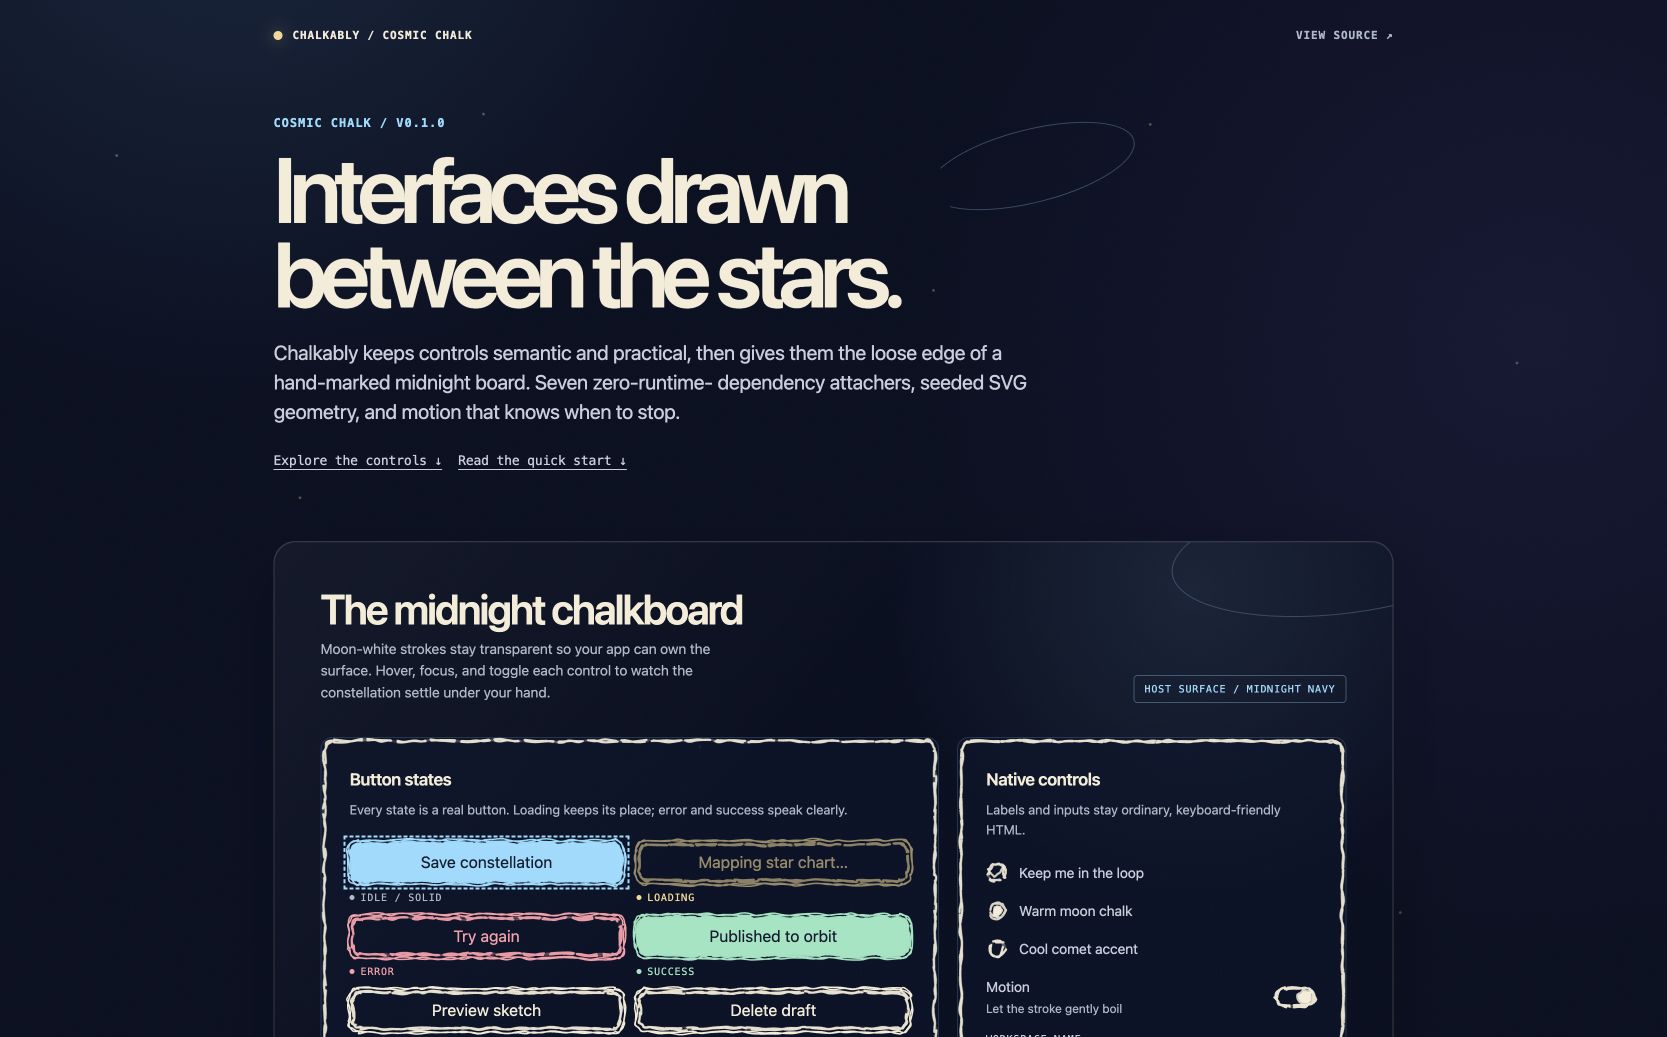 CHALKABLY / COSMIC CHALK
VIEW SOURCE ↗
COSMIC CHALK / V0.1.0
Interfaces drawn
between the stars.
Chalkably keeps controls semantic and practical, then gives them the loose edge of a
hand-marked midnight board. Seven zero-runtime- dependency attachers, seeded SVG
geometry, and motion that knows when to stop.
Explore the controls ↓ Read the quick start ↓
The midnight chalkboard
Moon-white strokes stay transparent so your app can own the
surface. Hover, focus, and toggle each control to watch the
constellation settle under your hand.
HOST SURFACE / MIDNIGHT NAVY
Button states
Every state is a real button. Loading keeps its place; error and success speak clearly.
Save constellation
IDLE / SOLID
Mapping star chart...
LOADING
Try again
ERROR
Published to orbit
SUCCESS
Preview sketch
Delete draft
Native controls
Labels and inputs stay ordinary, keyboard-friendly
HTML.
Keep me in the loop
Warm moon chalk
Cool comet accent
Motion
Let the stroke gently boil